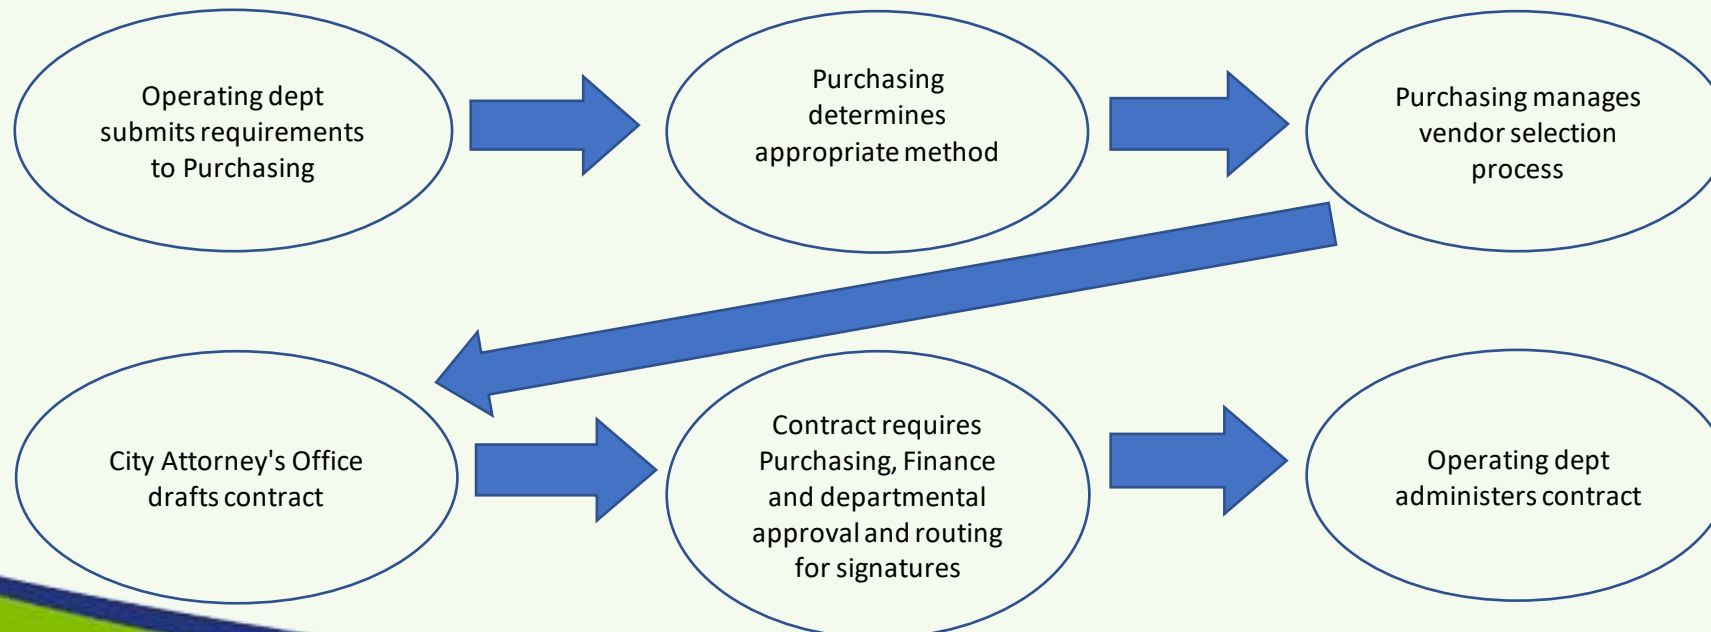 Operating dept
submits requirements
to Purchasing
Purchasing
determines
appropriate method
Purchasing manages
vendor selection
process
City Attorney's Office
drafts contract
Contract requires
Purchasing, Finance
and departmental
approval and routing
for signatures
Operating dept
administers contract